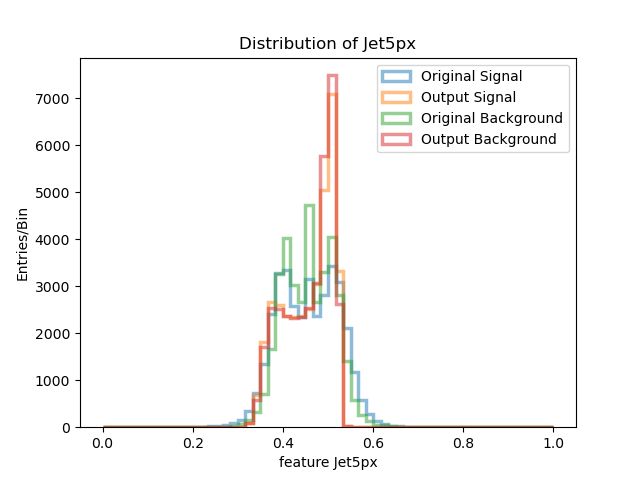 Distribution of Jet5px
Original Signal
Output Signal
Original Background
Output Background
Entries/Bin
7000
6000
5000
4000
3000
2000
1000
0
0.0 0.2 0.4 0.6 0.8 1.0
feature Jet5px